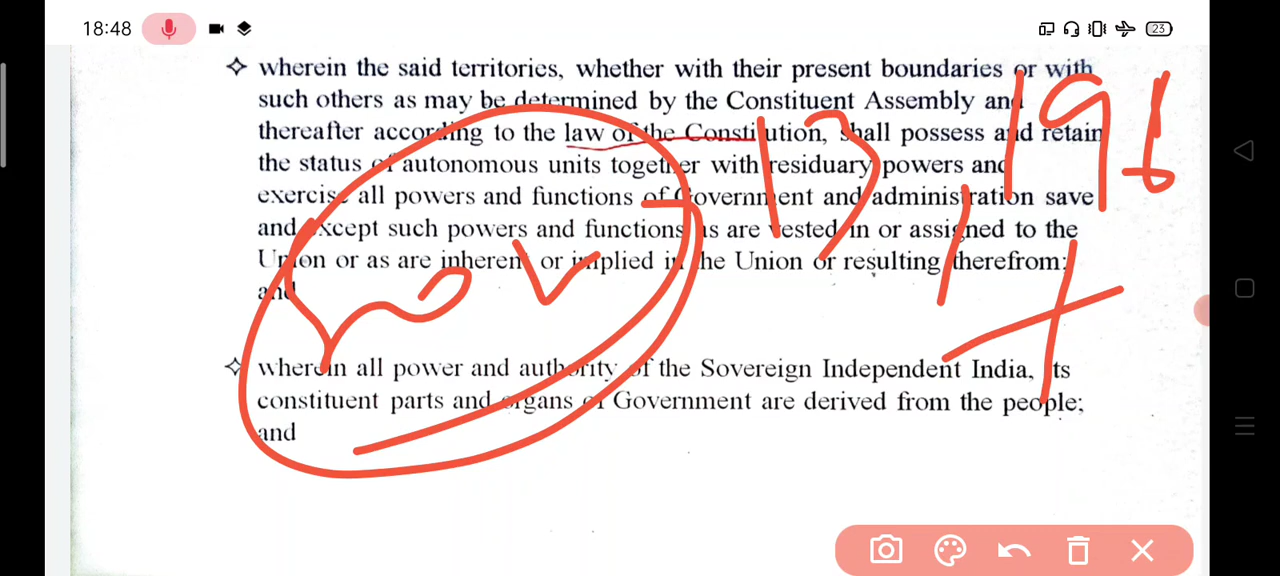 18:48
23
✧ wherein the said territories, whether with their present boundaries or with
such others as may be determined by the Constituent Assembly and
thereafter according to the law of the Constitution, shall possess and retain
the status of autonomous units together with residuary powers and
exercise all powers and functions of Government and administration save
and except such powers and functions as are vested in or assigned to the
Union or as are inherent or implied in the Union or resulting therefrom;
and
nov
13, 194
✧ wherein all power and authority of the Sovereign Independent India, its
constituent parts and organs of Government are derived from the people;
and